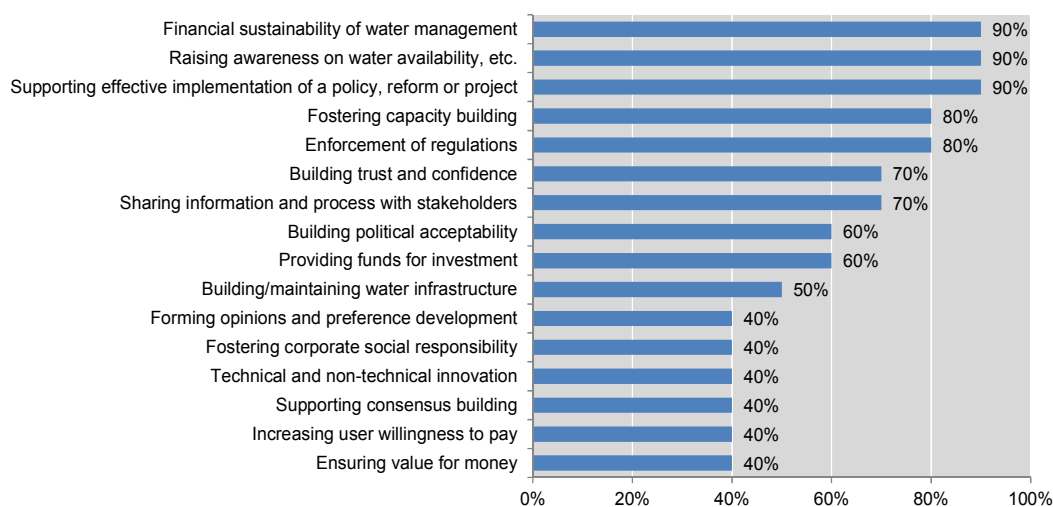 Financial sustainability of water management 90%
Raising awareness on water availability, etc. 90%
Supporting effective implementation of a policy, reform or project 90%
Fostering capacity building 80%
Enforcement of regulations 80%
Building trust and confidence 70%
Sharing information and process with stakeholders 70%
Building political acceptability 60%
Providing funds for investment 60%
Building/maintaining water infrastructure 50%
Forming opinions and preference development 40%
Fostering corporate social responsibility 40%
Technical and non-technical innovation 40%
Supporting consensus building 40%
Increasing user willingness to pay 40%
Ensuring value for money 40%
0% 20% 40% 60% 80% 100%